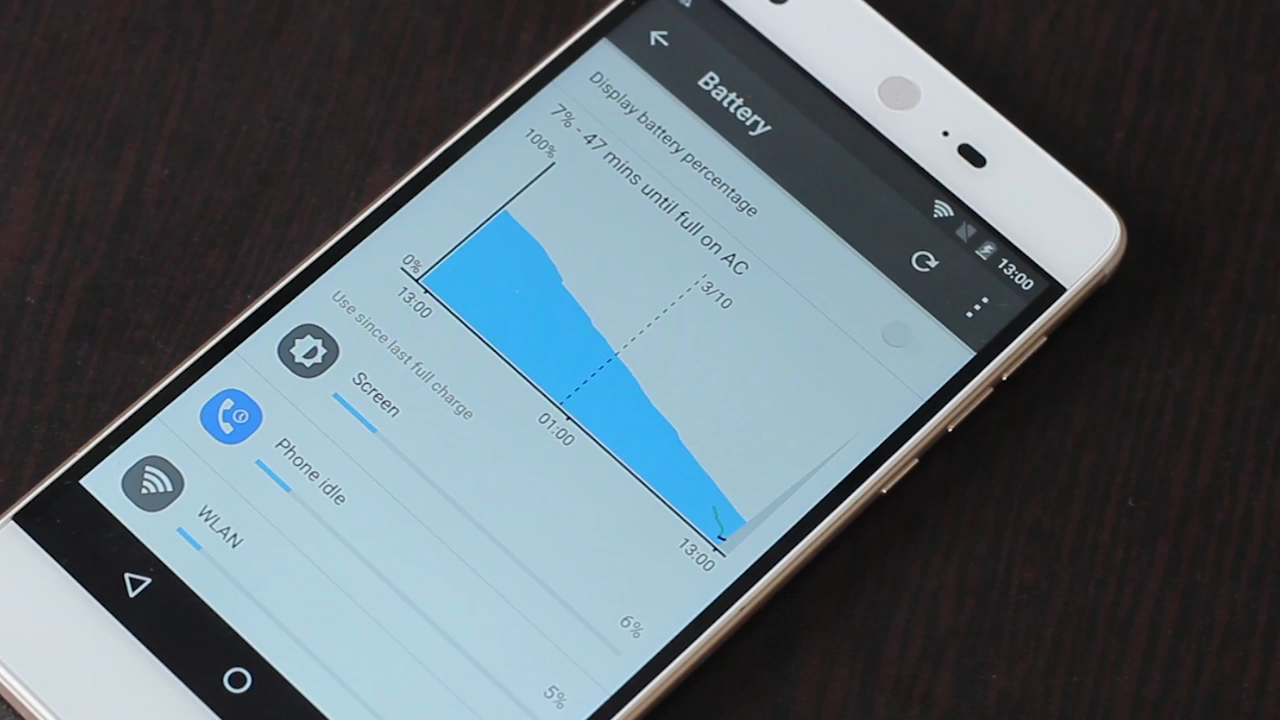 13:00
Battery
Display battery percentage
7% - 47 mins until full on AC
100%
3/10
0%
13:00
01:00
13:00
Use since last full charge
Screen
6%
Phone idle
5%
WLAN